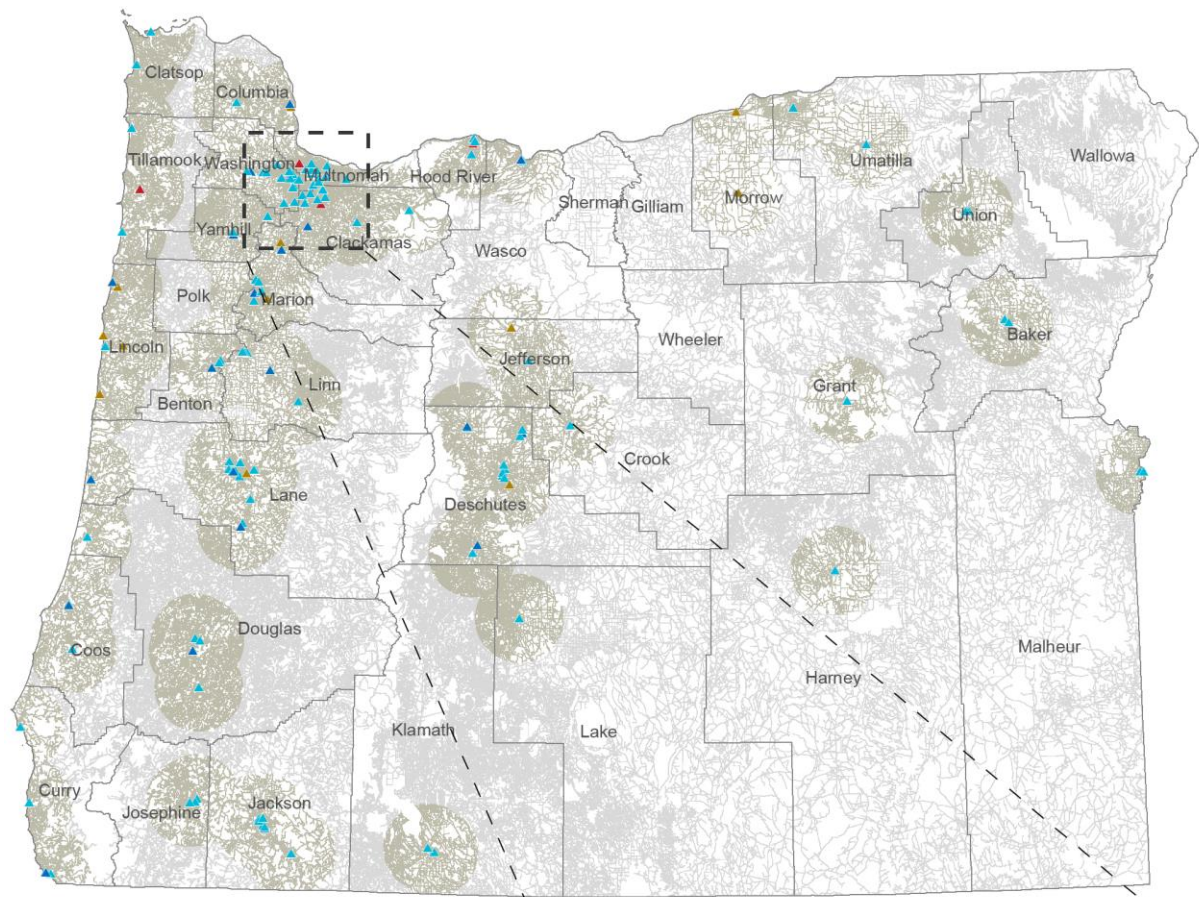 Clatsop
Columbia
Tillamook
Washington
Multnomah
Hood River
Umatilla
Wallowa
Sherman
Gilliam
Morrow
Union
Yamhill
Clackamas
Wasco
Polk
Marion
Wheeler
Baker
Lincoln
Jefferson
Grant
Linn
Benton
Crook
Lane
Deschutes
Douglas
Coos
Malheur
Harney
Klamath
Lake
Curry
Josephine
Jackson